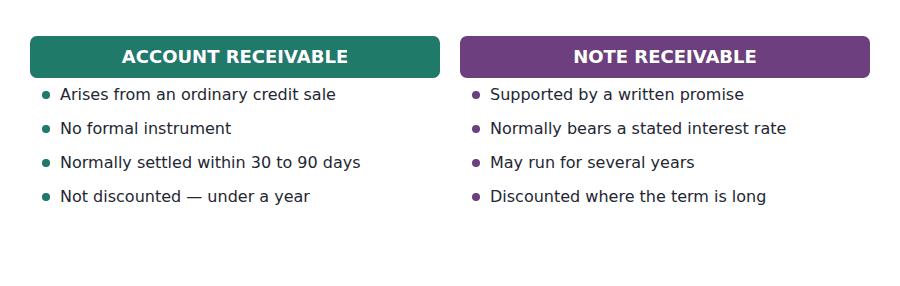 ACCOUNT RECEIVABLE
Arises from an ordinary credit sale
No formal instrument
Normally settled within 30 to 90 days
Not discounted — under a year
NOTE RECEIVABLE
Supported by a written promise
Normally bears a stated interest rate
May run for several years
Discounted where the term is long